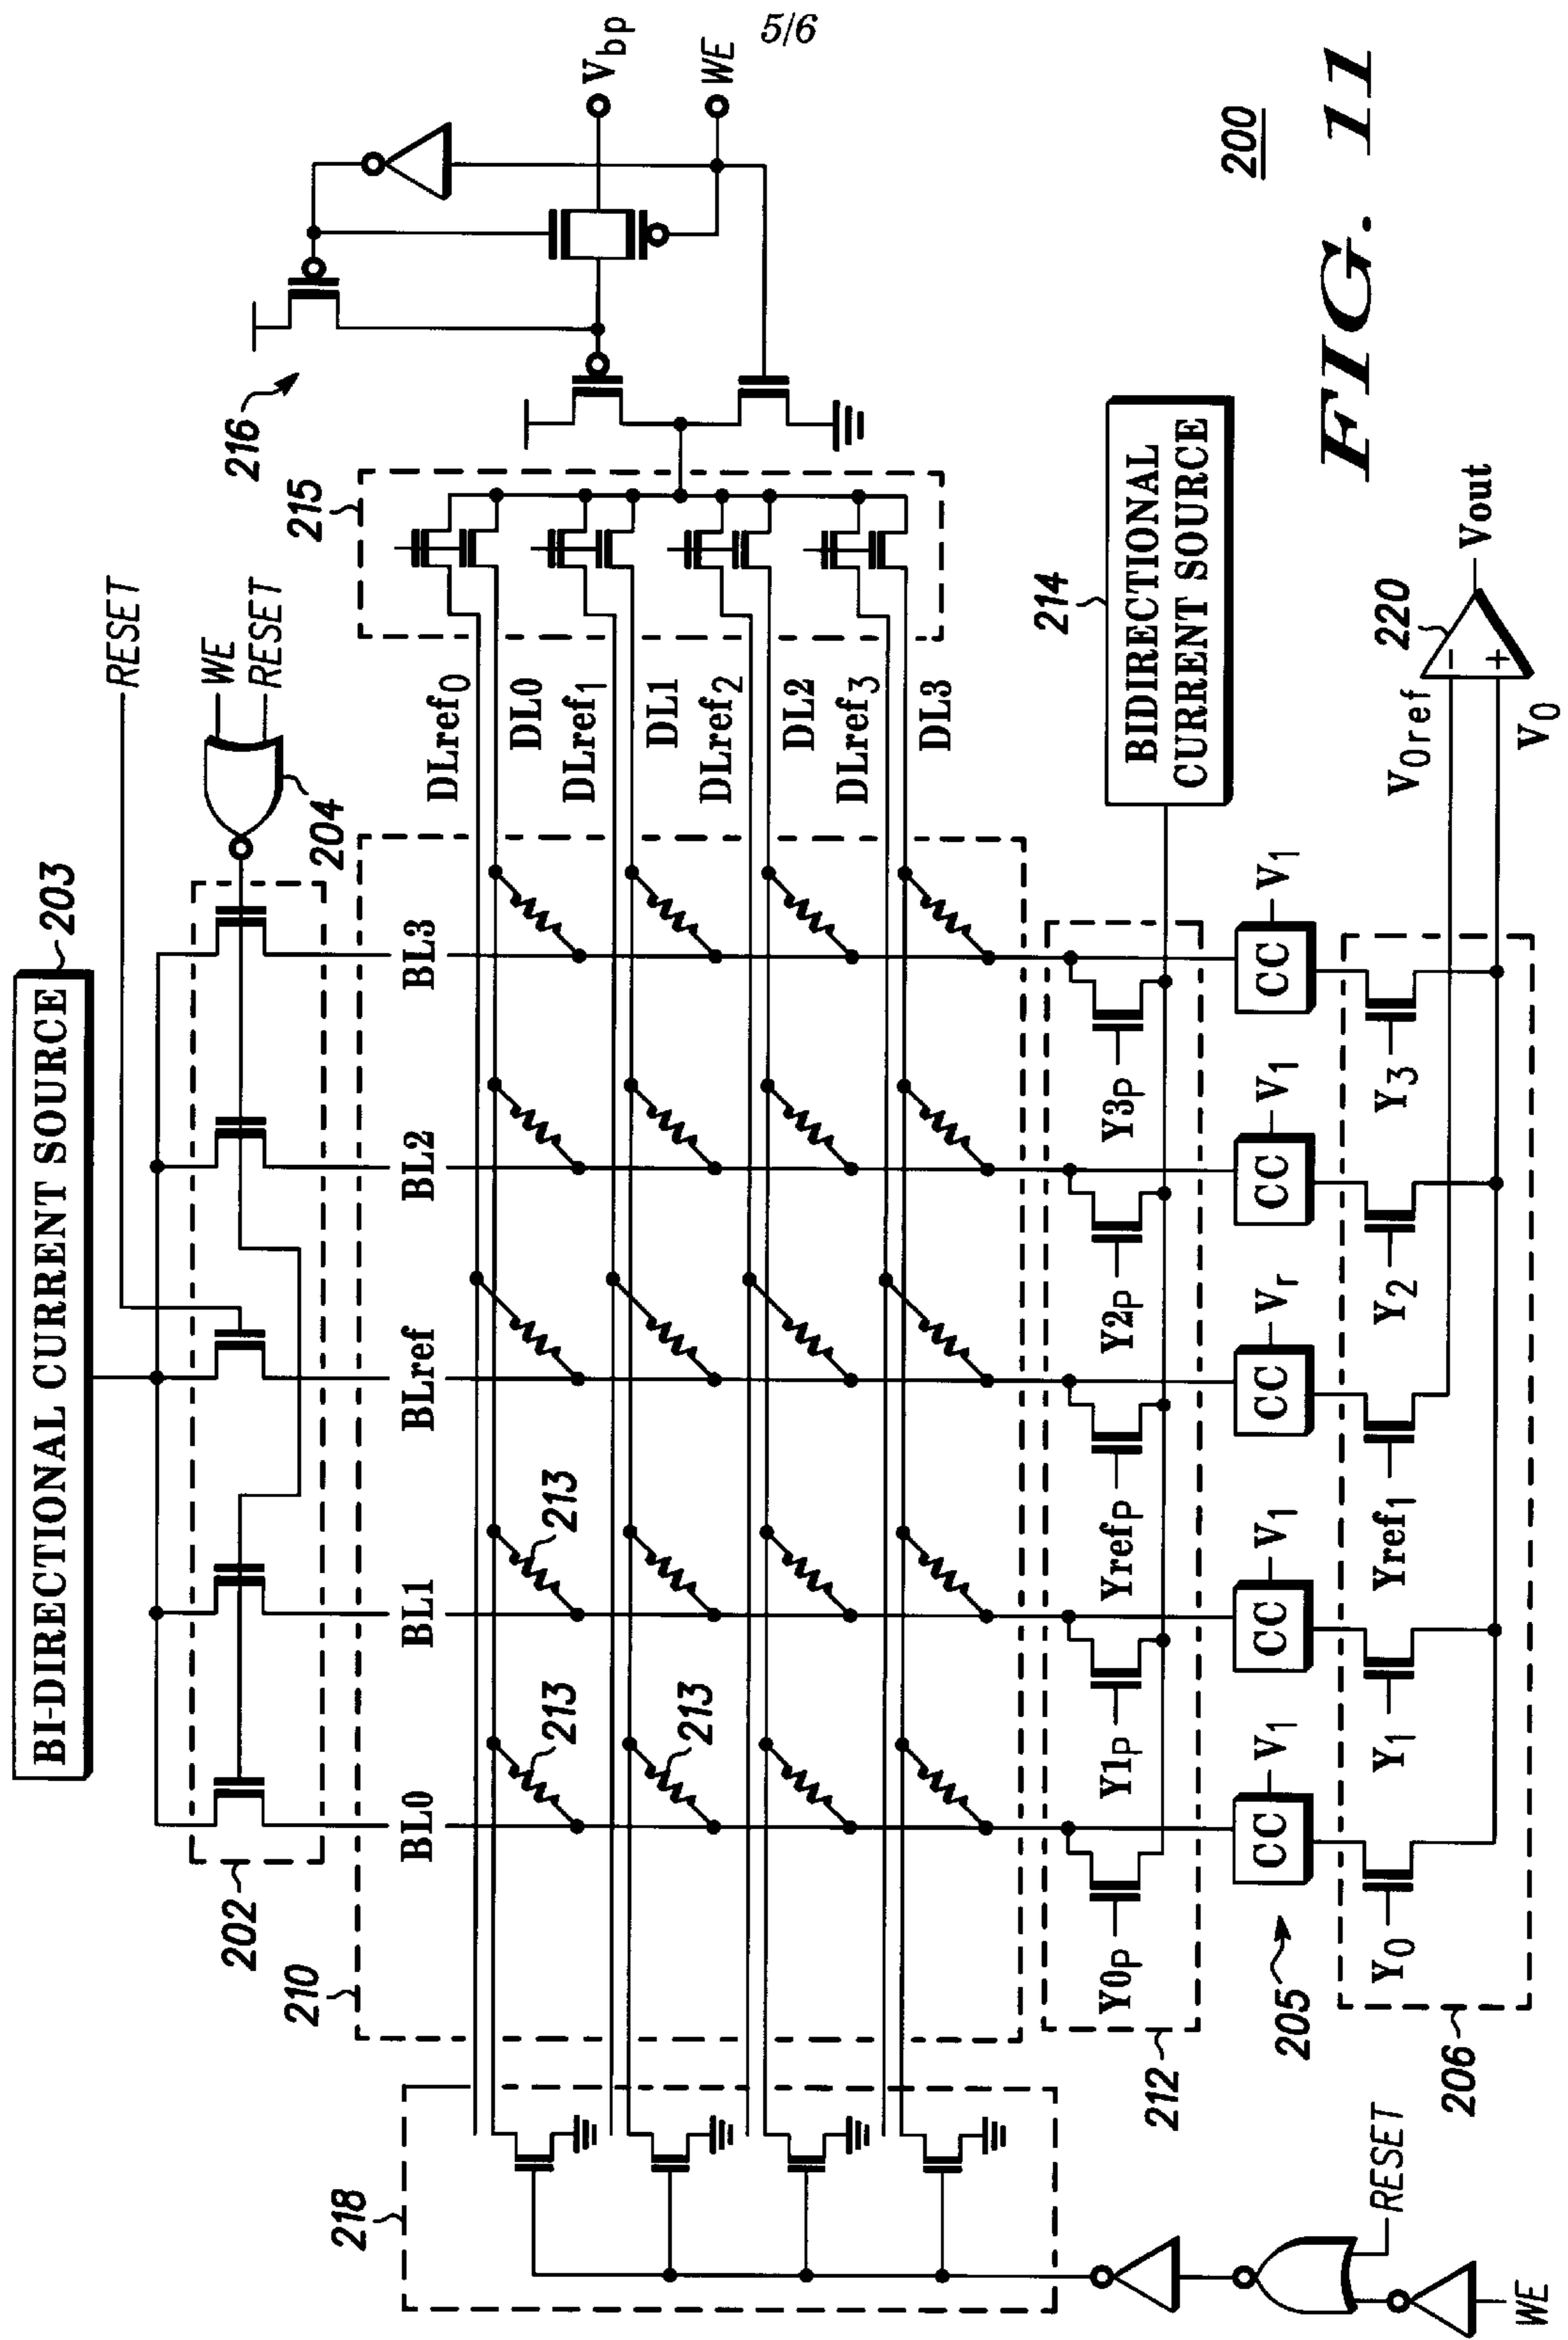 5/6
BI-DIRECTIONAL CURRENT SOURCE
203
RESET
WE
RESET
204
202
216
Vbp
WE
215
210
BL0
BL1
BLref
BL2
BL3
DLref0
DL0
DLref1
DL1
DLref2
DL2
DLref3
DL3
213
213
213
218
212
Y0p
Y1p
Yrefp
Y2p
Y3p
214
BIDIRECTIONAL
CURRENT SOURCE
205
CC
V1
CC
V1
CC
Vr
CC
V1
CC
V1
206
Y0
Y1
Yref1
Y2
Y3
V0ref
V0
220
-
+
Vout
WE
RESET
200
FIG. 11